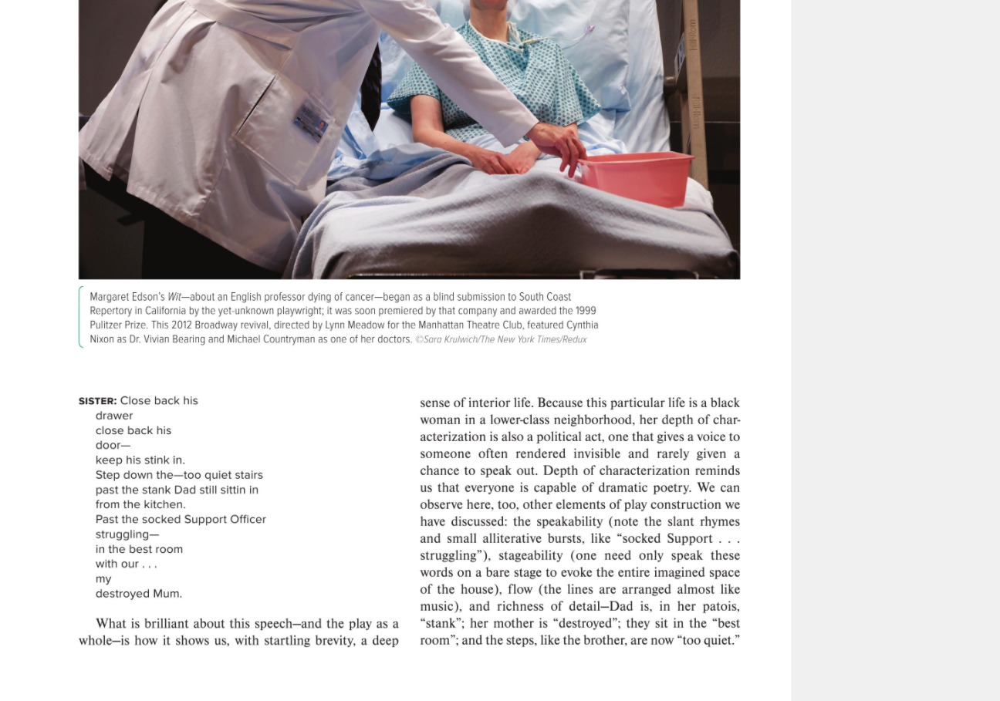 Margaret Edson's Wit—about an English professor dying of cancer—began as a blind submission to South Coast
Repertory in California by the yet-unknown playwright; it was soon premiered by that company and awarded the 1999
Pulitzer Prize. This 2012 Broadway revival, directed by Lynn Meadow for the Manhattan Theatre Club, featured Cynthia
Nixon as Dr. Vivian Bearing and Michael Countryman as one of her doctors. ©Sara Krulwich/The New York Times/Redux
SISTER: Close back his
drawer
close back his
door—
keep his stink in.
Step down the—too quiet stairs
past the stank Dad still sittin in
from the kitchen.
Past the socked Support Officer
struggling—
in the best room
with our . . .
my
destroyed Mum.
What is brilliant about this speech—and the play as a
whole—is how it shows us, with startling brevity, a deep
sense of interior life. Because this particular life is a black
woman in a lower-class neighborhood, her depth of char-
acterization is also a political act, one that gives a voice to
someone often rendered invisible and rarely given a
chance to speak out. Depth of characterization reminds
us that everyone is capable of dramatic poetry. We can
observe here, too, other elements of play construction we
have discussed: the speakability (note the slant rhymes
and small alliterative bursts, like “socked Support . . .
struggling”), stageability (one need only speak these
words on a bare stage to evoke the entire imagined space
of the house), flow (the lines are arranged almost like
music), and richness of detail—Dad is, in her patois,
“stank”; her mother is “destroyed”; they sit in the “best
room”; and the steps, like the brother, are now “too quiet.”